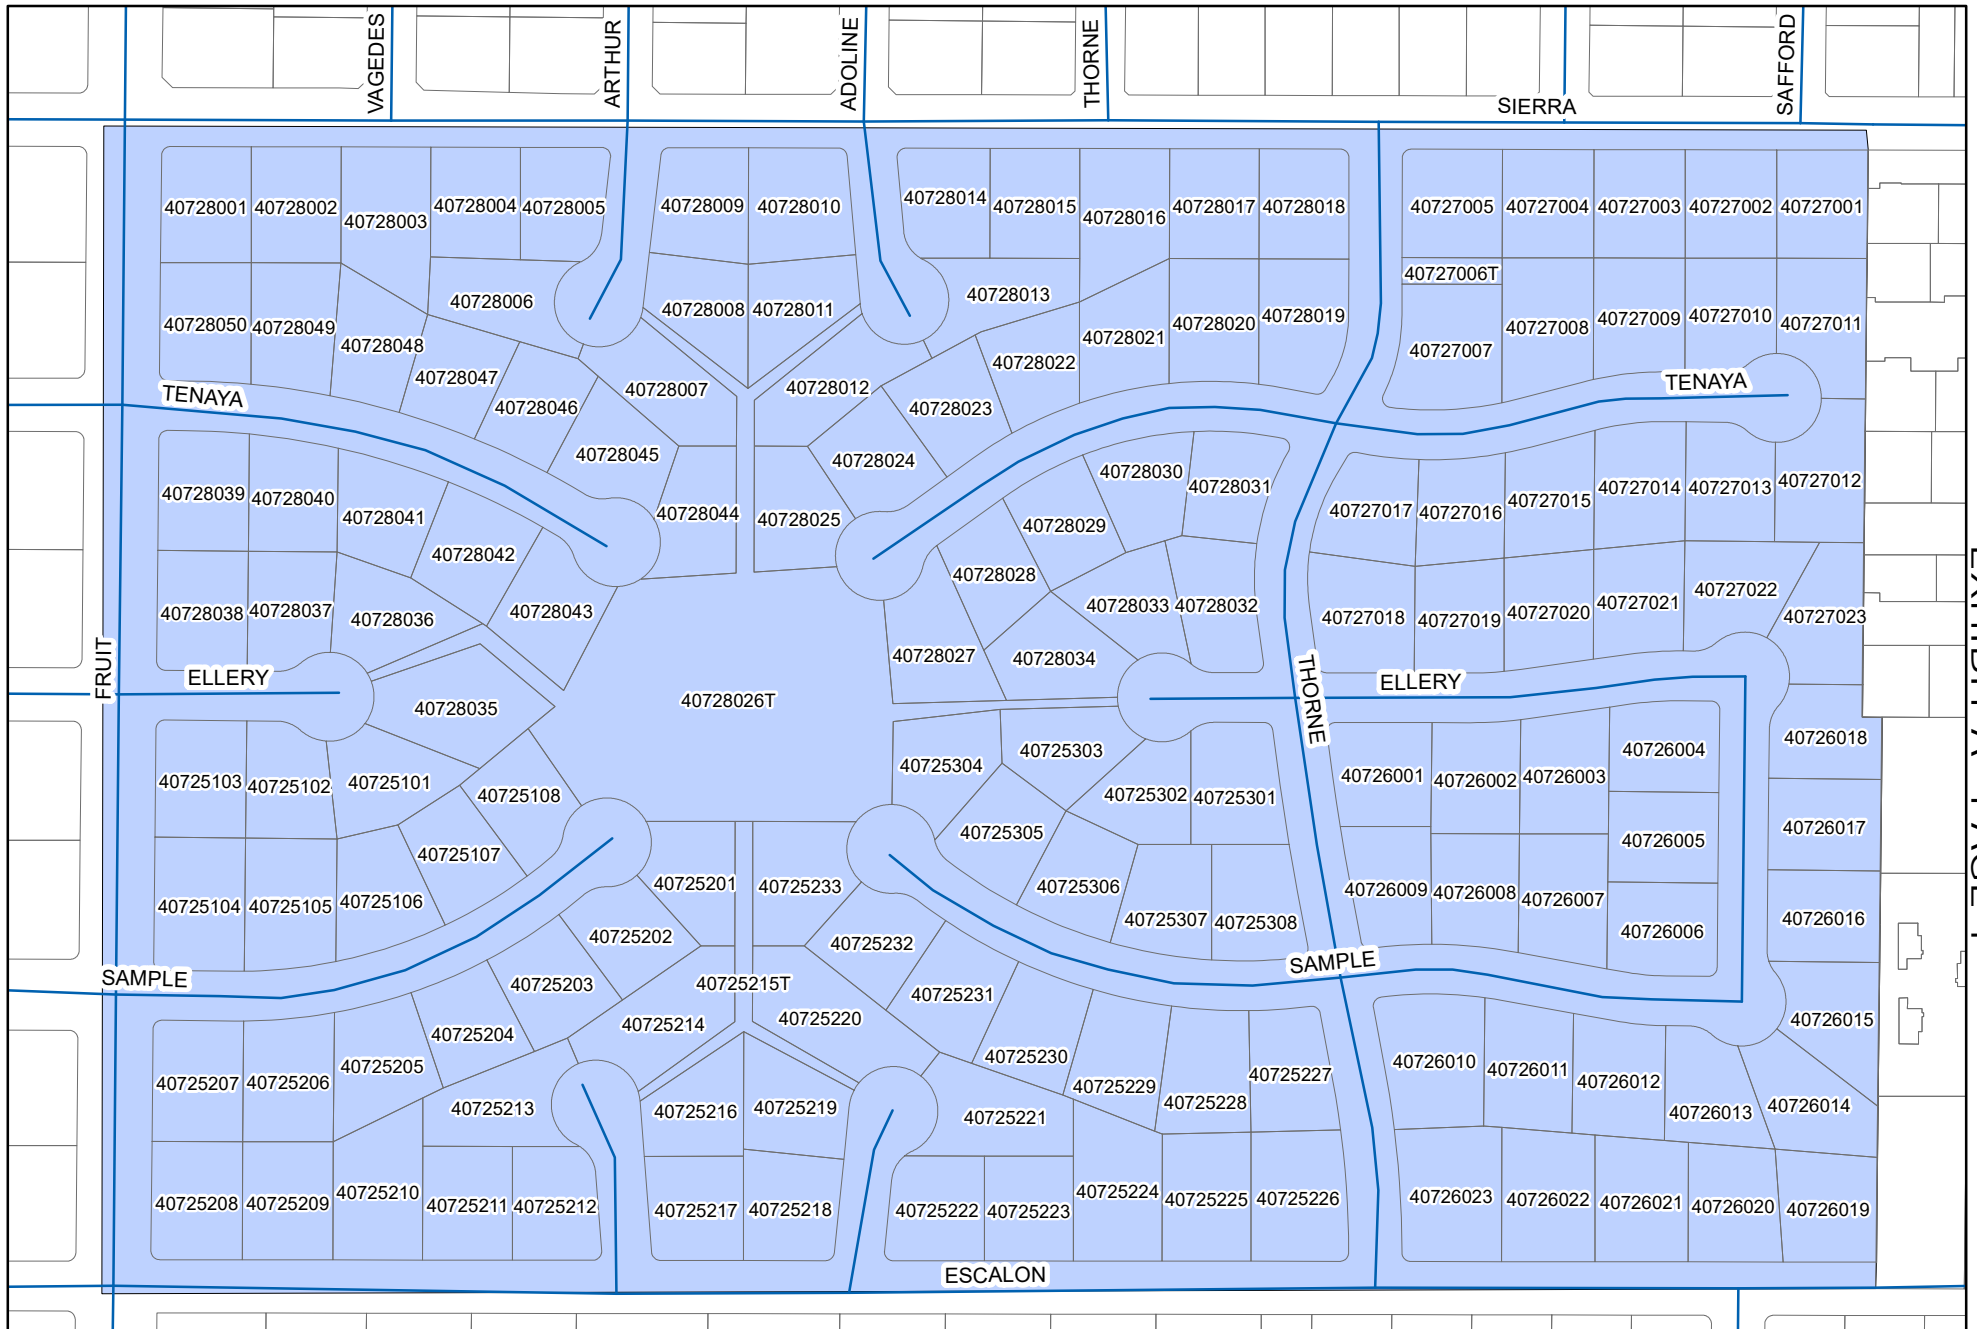 VAGEDES
ARTHUR
ADOLINE
THORNE
SIERRA
SAFFORD
40728001 40728002 40728003 40728004 40728005 40728009 40728010 40728014 40728015 40728016 40728017 40728018 40727005 40727004 40727003 40727002 40727001
40727006T
40728050 40728049 40728048 40728006 40728008 40728011 40728013 40728021 40728020 40728019 40727007 40727008 40727009 40727010 40727011
40728047 40728046 40728007 40728012 40728023 40728022
TENAYA
TENAYA
40728045 40728024 40728030 40728031
40728039 40728040 40728041 40728042 40728044 40728025 40728029 40727017 40727016 40727015 40727014 40727013 40727012
40728038 40728037 40728036 40728043 40728028 40728033 40728032 40727018 40727019 40727020 40727021 40727022 40727023
40728027 40728034
FRUIT
ELLERY
THORNE
ELLERY
40728035 40728026T
40725103 40725102 40725101 40725108 40725304 40725303 40725302 40725301 40726001 40726002 40726003 40726004 40726018
40725107 40725305 40726005 40726017
40725104 40725105 40725106 40725201 40725233 40725306 40725307 40725308 40726009 40726008 40726007 40726006 40726016
40725202 40725232
SAMPLE
SAMPLE
40725203 40725215T 40725231
40725204 40725214 40725220 40726015
40725207 40725206 40725205 40725230 40725229 40725228 40725227 40726010 40726011 40726012 40726013 40726014
40725213 40725216 40725219 40725221
40725208 40725209 40725210 40725211 40725212 40725217 40725218 40725222 40725223 40725224 40725225 40725226 40726023 40726022 40726021 40726020 40726019
ESCALON